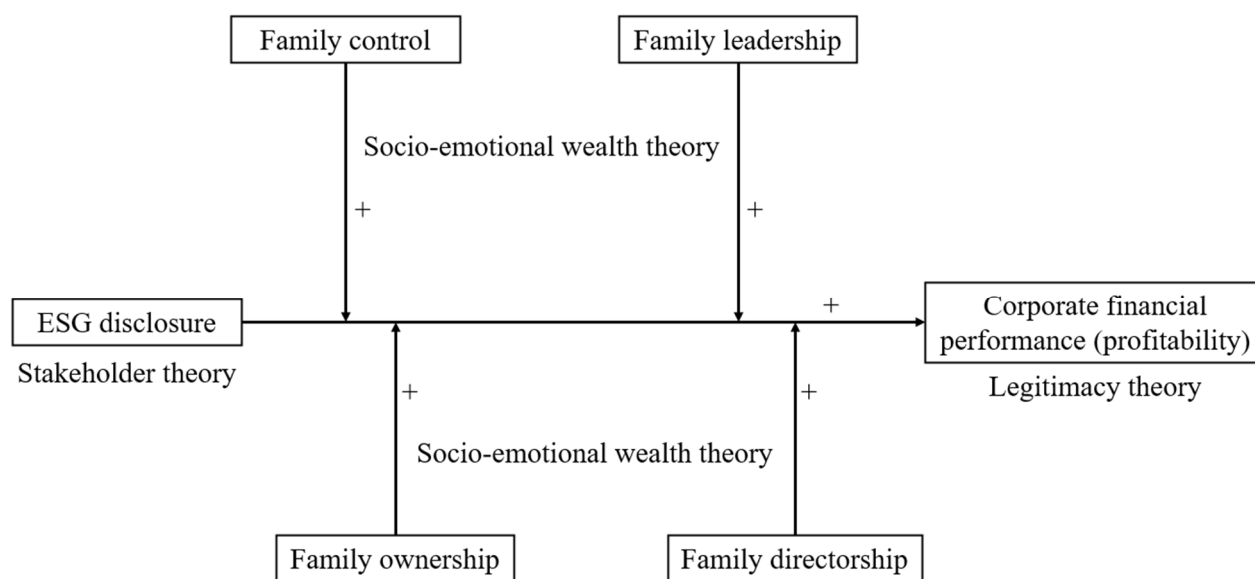 Family control
Family leadership
Socio-emotional wealth theory
+
+
+
ESG disclosure
Corporate financial
performance (profitability)
Stakeholder theory
Legitimacy theory
+
+
Socio-emotional wealth theory
Family ownership
Family directorship